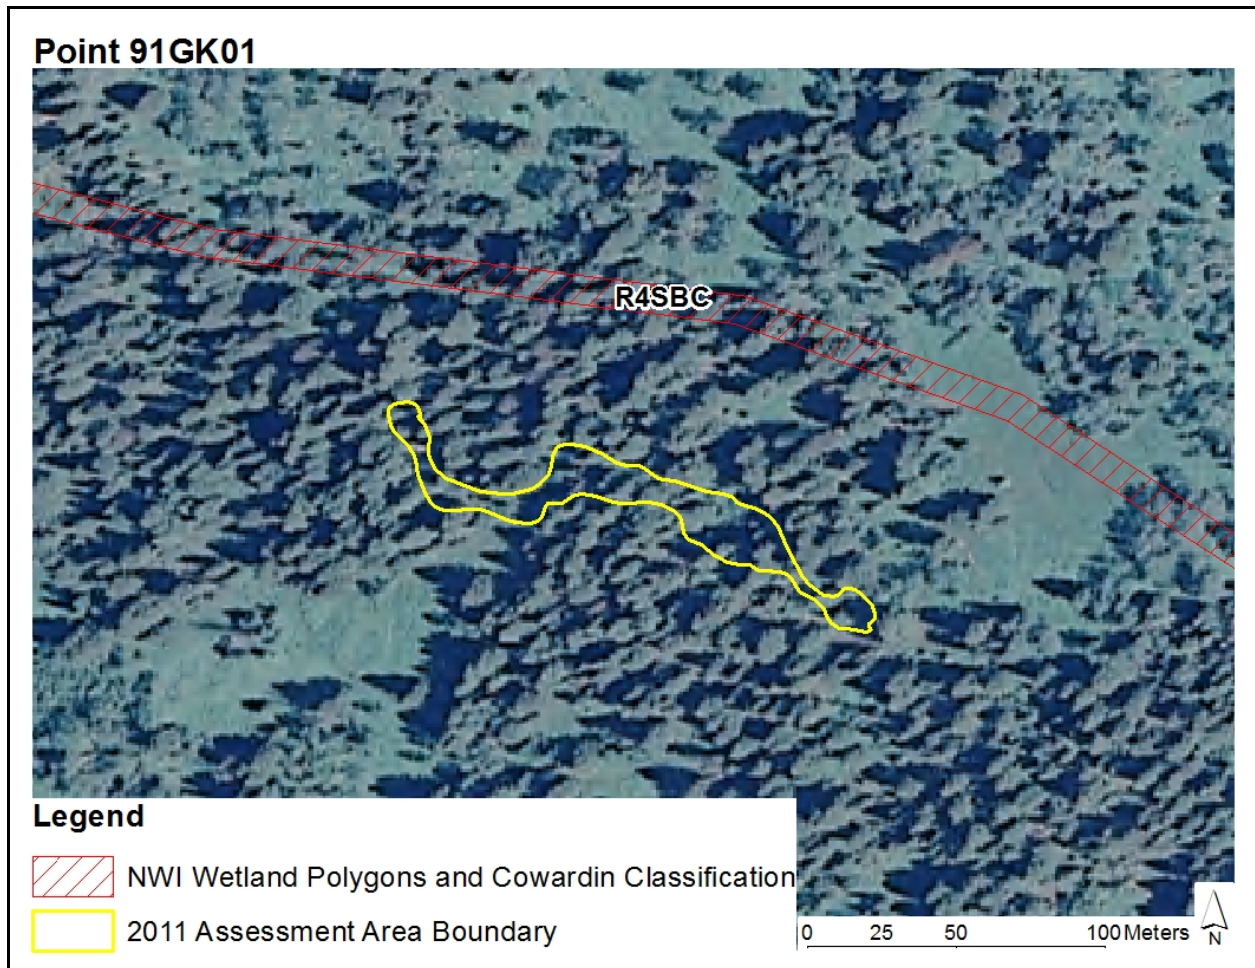 Point 91GK01
R4SBC
Legend
NWI Wetland Polygons and Cowardin Classification
2011 Assessment Area Boundary
0 25 50 100 Meters
N